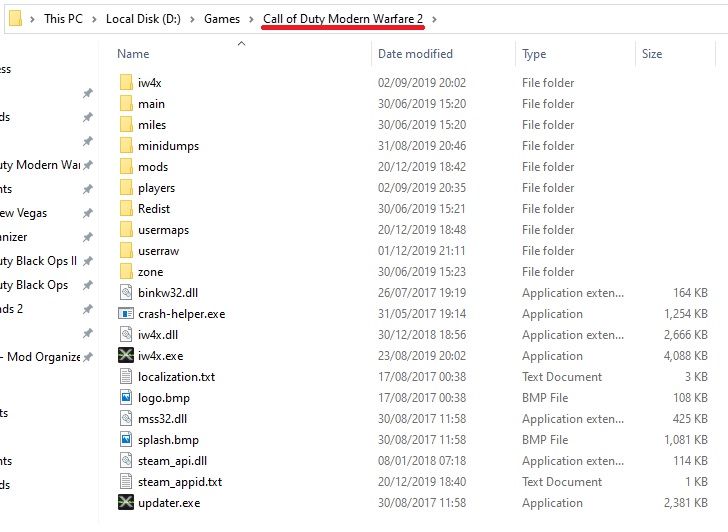 This PC > Local Disk (D:) > Games > Call of Duty Modern Warfare 2 >
Name Date modified Type Size
ess
ds
uty Modern War
nts
ew Vegas
anizer
uty Black Ops II
uty Black Ops
ds 2
- Mod Organize
ts
nts
ds
iw4x 02/09/2019 20:02 File folder
main 30/06/2019 15:20 File folder
miles 30/06/2019 15:20 File folder
minidumps 31/08/2019 20:46 File folder
mods 20/12/2019 18:42 File folder
players 02/09/2019 20:35 File folder
Redist 30/06/2019 15:21 File folder
usermaps 20/12/2019 18:48 File folder
userraw 01/12/2019 21:11 File folder
zone 30/06/2019 15:23 File folder
binkw32.dll 26/07/2017 19:19 Application exten... 164 KB
crash-helper.exe 31/05/2017 19:14 Application 1,254 KB
iw4x.dll 30/12/2018 18:56 Application exten... 2,666 KB
iw4x.exe 23/08/2019 20:02 Application 4,088 KB
localization.txt 17/08/2017 00:38 Text Document 3 KB
logo.bmp 17/08/2017 00:38 BMP File 108 KB
mss32.dll 30/08/2017 11:58 Application exten... 425 KB
splash.bmp 30/08/2017 11:58 BMP File 1,081 KB
steam_api.dll 08/01/2018 07:18 Application exten... 114 KB
steam_appid.txt 20/12/2019 18:40 Text Document 1 KB
updater.exe 30/08/2017 11:58 Application 2,381 KB